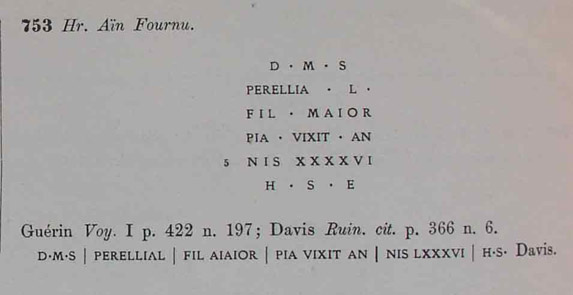 753 Hr. Aïn Fournu.
D · M · S
PERELLIA · L ·
FIL · MAIOR
PIA · VIXIT · AN
5 NIS XXXXVI
H · S · E
Guérin Voy. I p. 422 n. 197; Davis Ruin. cit. p. 366 n. 6.
D·M·S | PERELLIAL | FIL AIAIOR | PIA VIXIT AN | NIS LXXXVI | H·S· Davis.